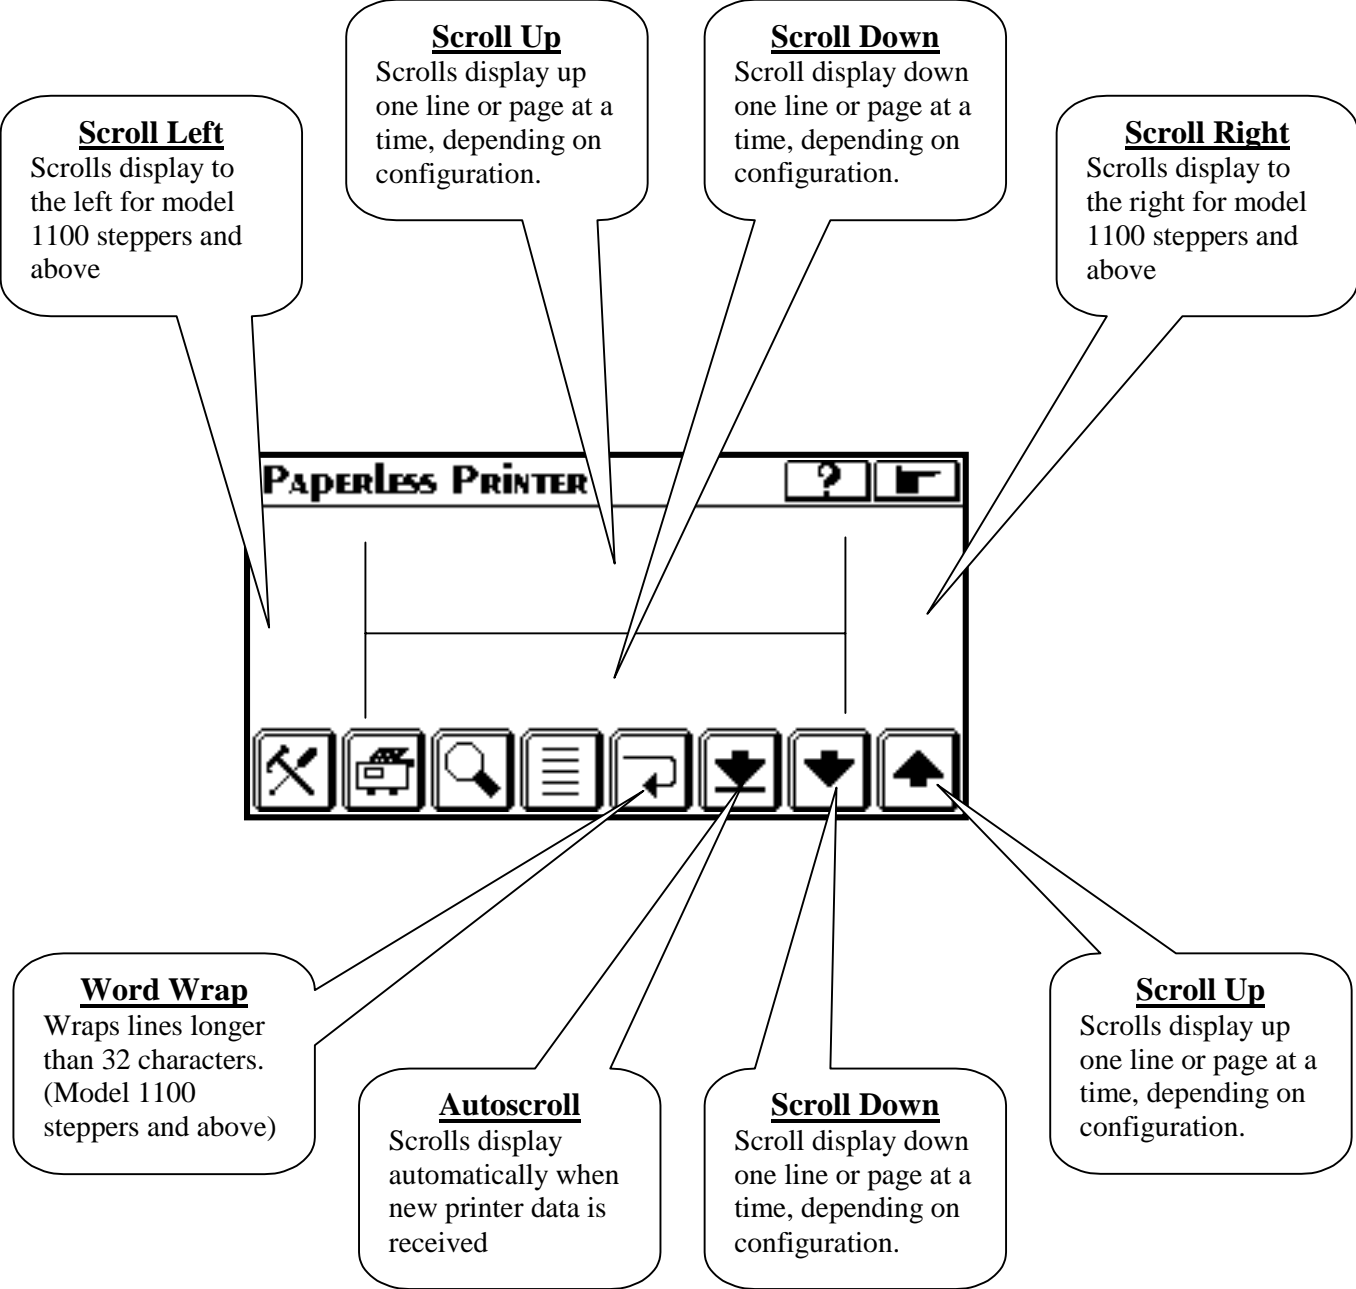 Scroll Up
Scrolls display up
one line or page at a
time, depending on
configuration.
Scroll Down
Scroll display down
one line or page at a
time, depending on
configuration.
Scroll Left
Scrolls display to
the left for model
1100 steppers and
above
Scroll Right
Scrolls display to
the right for model
1100 steppers and
above
Paperless Printer
?
Word Wrap
Wraps lines longer
than 32 characters.
(Model 1100
steppers and above)
Autoscroll
Scrolls display
automatically when
new printer data is
received
Scroll Down
Scroll display down
one line or page at a
time, depending on
configuration.
Scroll Up
Scrolls display up
one line or page at a
time, depending on
configuration.